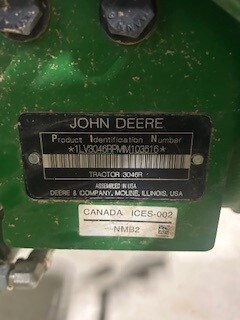 JOHN DEERE
Product Identification Number
*1LV3046RPMM103516*
TRACTOR 3046R
ASSEMBLED IN USA
DEERE & COMPANY, MOLINE, ILLINOIS, USA
CANADA ICES-002
NMB2